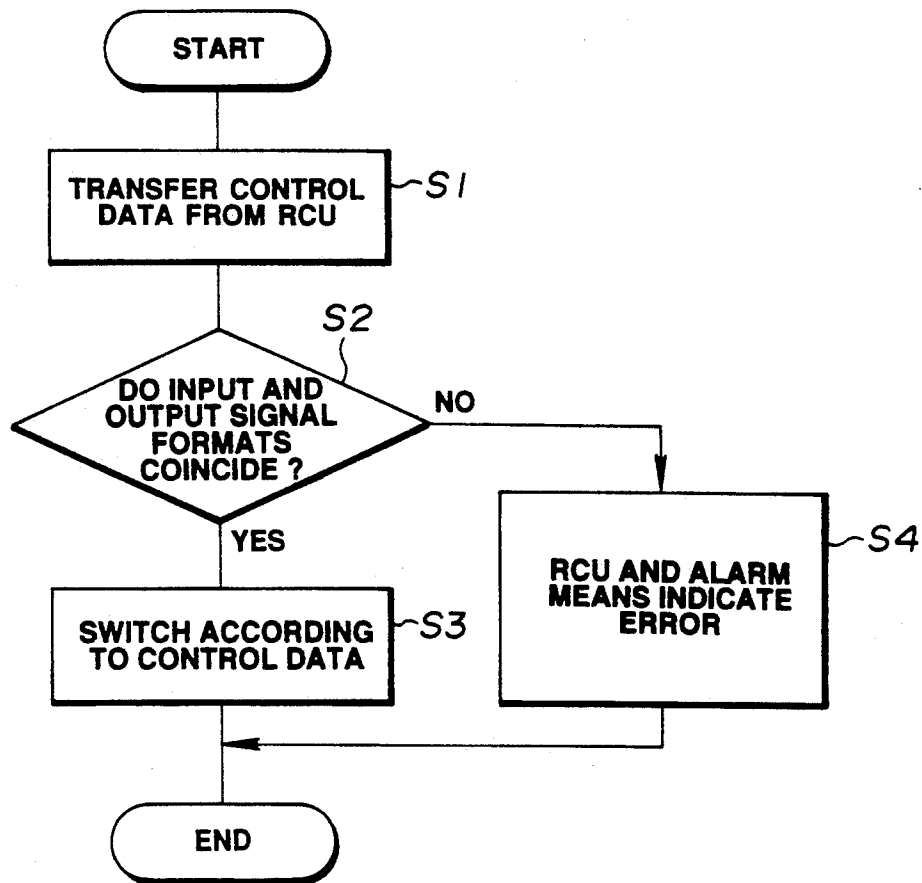 START
TRANSFER CONTROL
DATA FROM RCU
S1
S2
DO INPUT AND
OUTPUT SIGNAL
FORMATS
COINCIDE ?
NO
YES
SWITCH ACCORDING
TO CONTROL DATA
S3
RCU AND ALARM
MEANS INDICATE
ERROR
S4
END